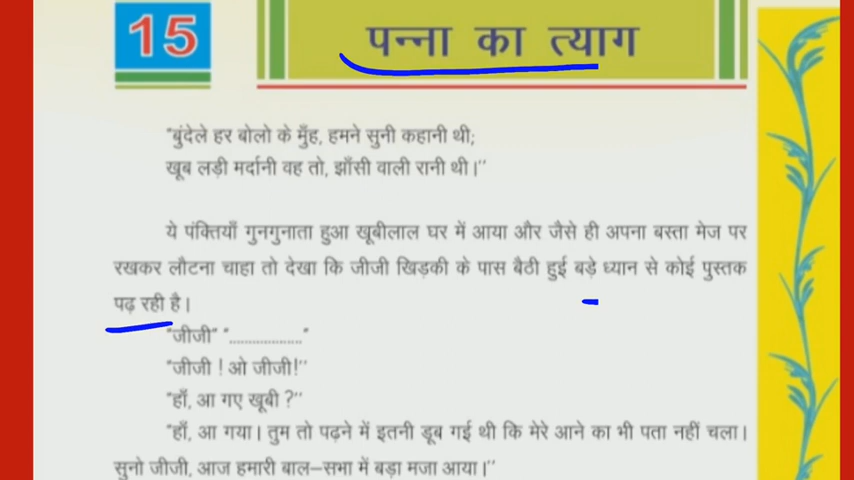 15
पन्ना का त्याग
"बुंदेले हर बोलो के मुँह, हमने सुनी कहानी थी;
खूब लड़ी मर्दानी वह तो, झाँसी वाली रानी थी।"
ये पंक्तियाँ गुनगुनाता हुआ खूबीलाल घर में आया और जैसे ही अपना बस्ता मेज पर
रखकर लौटना चाहा तो देखा कि जीजी खिड़की के पास बैठी हुई बड़े ध्यान से कोई पुस्तक
पढ़ रही है।
"जीजी" "...................."
"जीजी ! ओ जीजी!"
"हाँ, आ गए खूबी ?"
"हाँ, आ गया। तुम तो पढ़ने में इतनी डूब गई थी कि मेरे आने का भी पता नहीं चला।
सुनो जीजी, आज हमारी बाल–सभा में बड़ा मजा आया।"